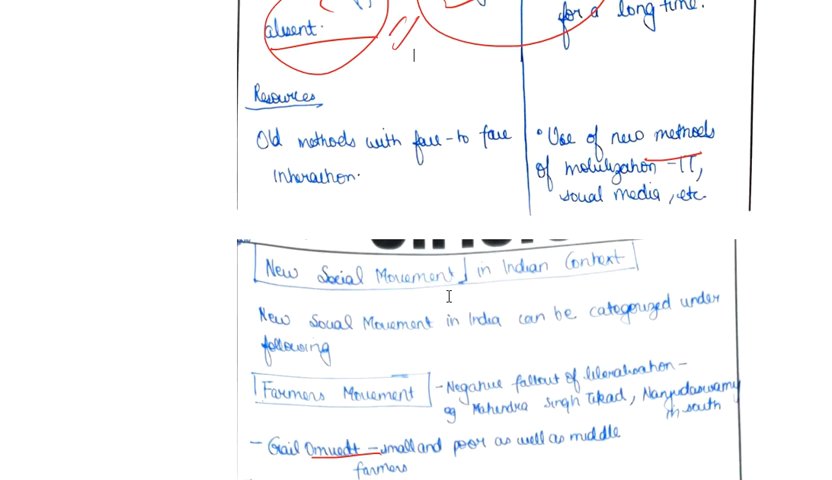 for a long time.
absent.
Resources
Old methods with face-to face
interaction.
• Use of new methods
of mobilization - IT,
social media, etc
New Social Movement in Indian Context
New Social Movement in India can be categorized under
following
Farmers Movement
- Negative fallout of liberalisation -
eg Mahendra Singh Tikad, Nanjudaswamy
in south
- Gail Omvedt - small and poor as well as middle
farmers